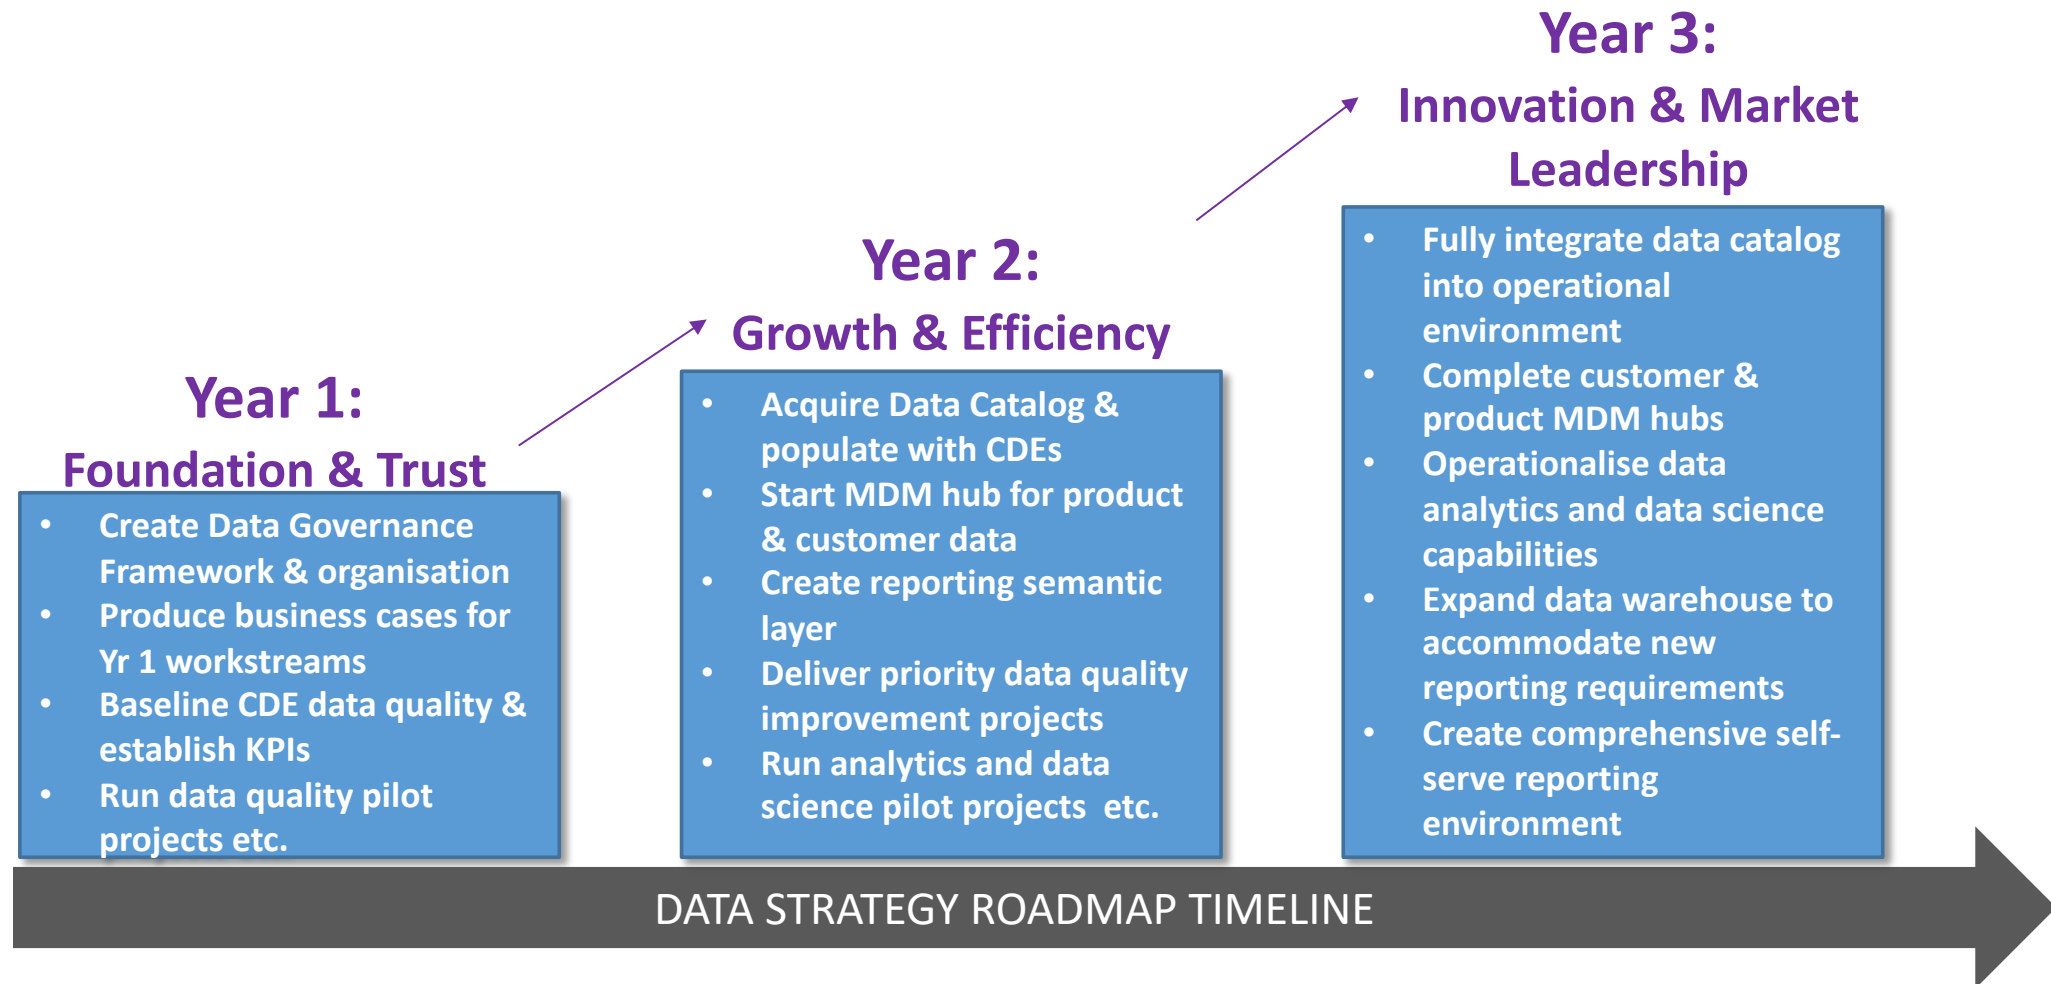 Year 1:
Foundation & Trust
• Create Data Governance
Framework & organisation
• Produce business cases for
Yr 1 workstreams
• Baseline CDE data quality &
establish KPIs
• Run data quality pilot
projects etc.
Year 2:
Growth & Efficiency
• Acquire Data Catalog &
populate with CDEs
• Start MDM hub for product
& customer data
• Create reporting semantic
layer
• Deliver priority data quality
improvement projects
• Run analytics and data
science pilot projects  etc.
Year 3:
Innovation & Market
Leadership
• Fully integrate data catalog
into operational
environment
• Complete customer &
product MDM hubs
• Operationalise data
analytics and data science
capabilities
• Expand data warehouse to
accommodate new
reporting requirements
• Create comprehensive self-
serve reporting
environment
DATA STRATEGY ROADMAP TIMELINE